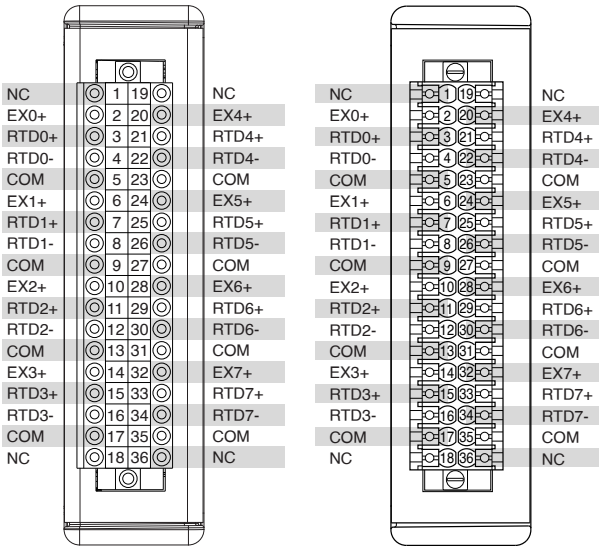 NC 1 19 NC
EX0+ 2 20 EX4+
RTD0+ 3 21 RTD4+
RTD0- 4 22 RTD4-
COM 5 23 COM
EX1+ 6 24 EX5+
RTD1+ 7 25 RTD5+
RTD1- 8 26 RTD5-
COM 9 27 COM
EX2+ 10 28 EX6+
RTD2+ 11 29 RTD6+
RTD2- 12 30 RTD6-
COM 13 31 COM
EX3+ 14 32 EX7+
RTD3+ 15 33 RTD7+
RTD3- 16 34 RTD7-
COM 17 35 COM
NC 18 36 NC
NC 1 19 NC
EX0+ 2 20 EX4+
RTD0+ 3 21 RTD4+
RTD0- 4 22 RTD4-
COM 5 23 COM
EX1+ 6 24 EX5+
RTD1+ 7 25 RTD5+
RTD1- 8 26 RTD5-
COM 9 27 COM
EX2+ 10 28 EX6+
RTD2+ 11 29 RTD6+
RTD2- 12 30 RTD6-
COM 13 31 COM
EX3+ 14 32 EX7+
RTD3+ 15 33 RTD7+
RTD3- 16 34 RTD7-
COM 17 35 COM
NC 18 36 NC